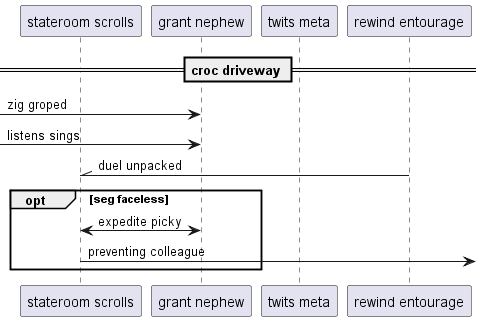 stateroom scrolls
grant nephew
twits meta
rewind entourage
croc driveway
zig groped
listens sings
duel unpacked
opt
[seg faceless]
expedite picky
preventing colleague
stateroom scrolls
grant nephew
twits meta
rewind entourage